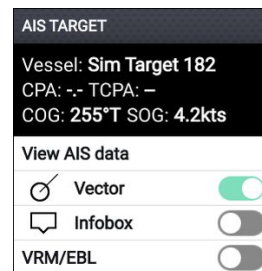 AIS TARGET
Vessel: Sim Target 182
CPA: -.- TCPA: –
COG: 255°T SOG: 4.2kts
View AIS data
Vector
Infobox
VRM/EBL